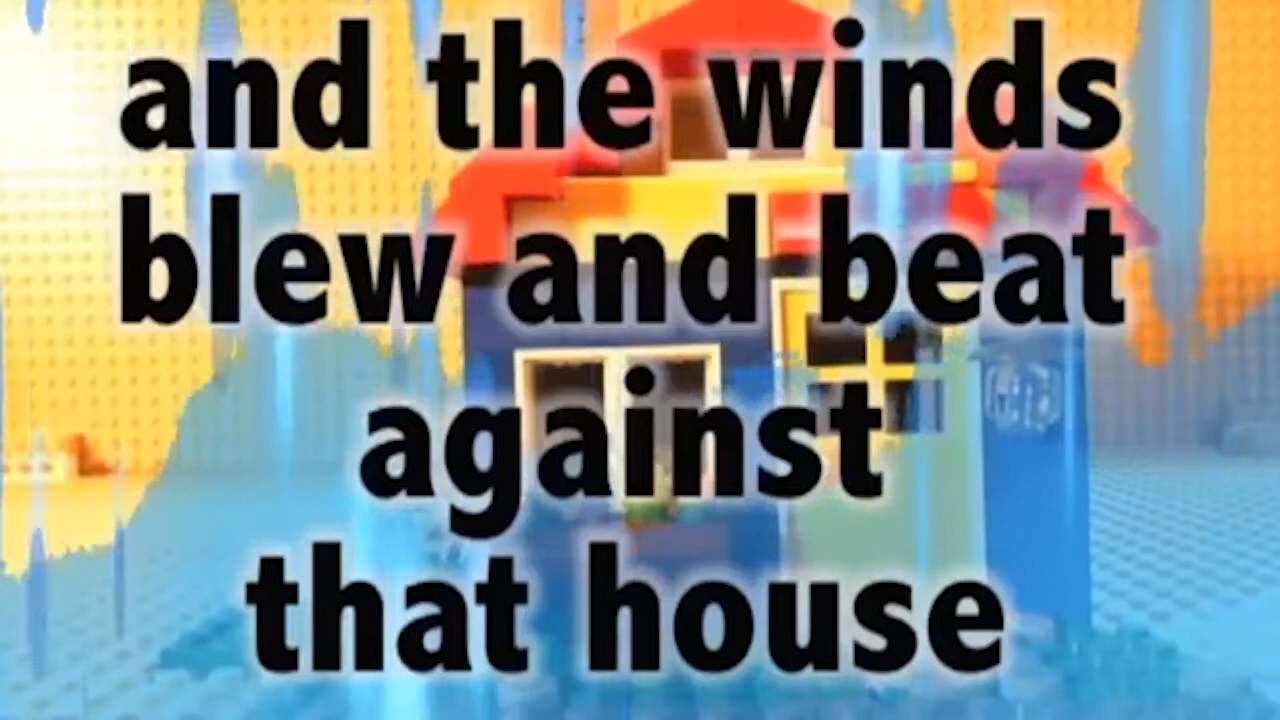 and the winds
blew and beat
against
that house